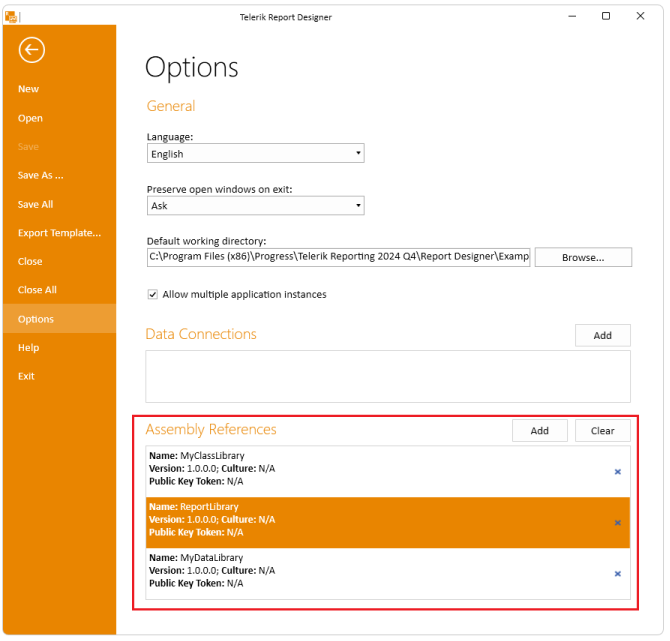 Telerik Report Designer
New
Open
Save
Save As ...
Save All
Export Template...
Close
Close All
Options
Help
Exit
Options
General
Language:
English
Preserve open windows on exit:
Ask
Default working directory:
C:\Program Files (x86)\Progress\Telerik Reporting 2024 Q4\Report Designer\Examp
Browse...
Allow multiple application instances
Data Connections
Add
Assembly References
Add
Clear
Name: MyClassLibrary
Version: 1.0.0.0; Culture: N/A
Public Key Token: N/A
Name: ReportLibrary
Version: 1.0.0.0; Culture: N/A
Public Key Token: N/A
Name: MyDataLibrary
Version: 1.0.0.0; Culture: N/A
Public Key Token: N/A